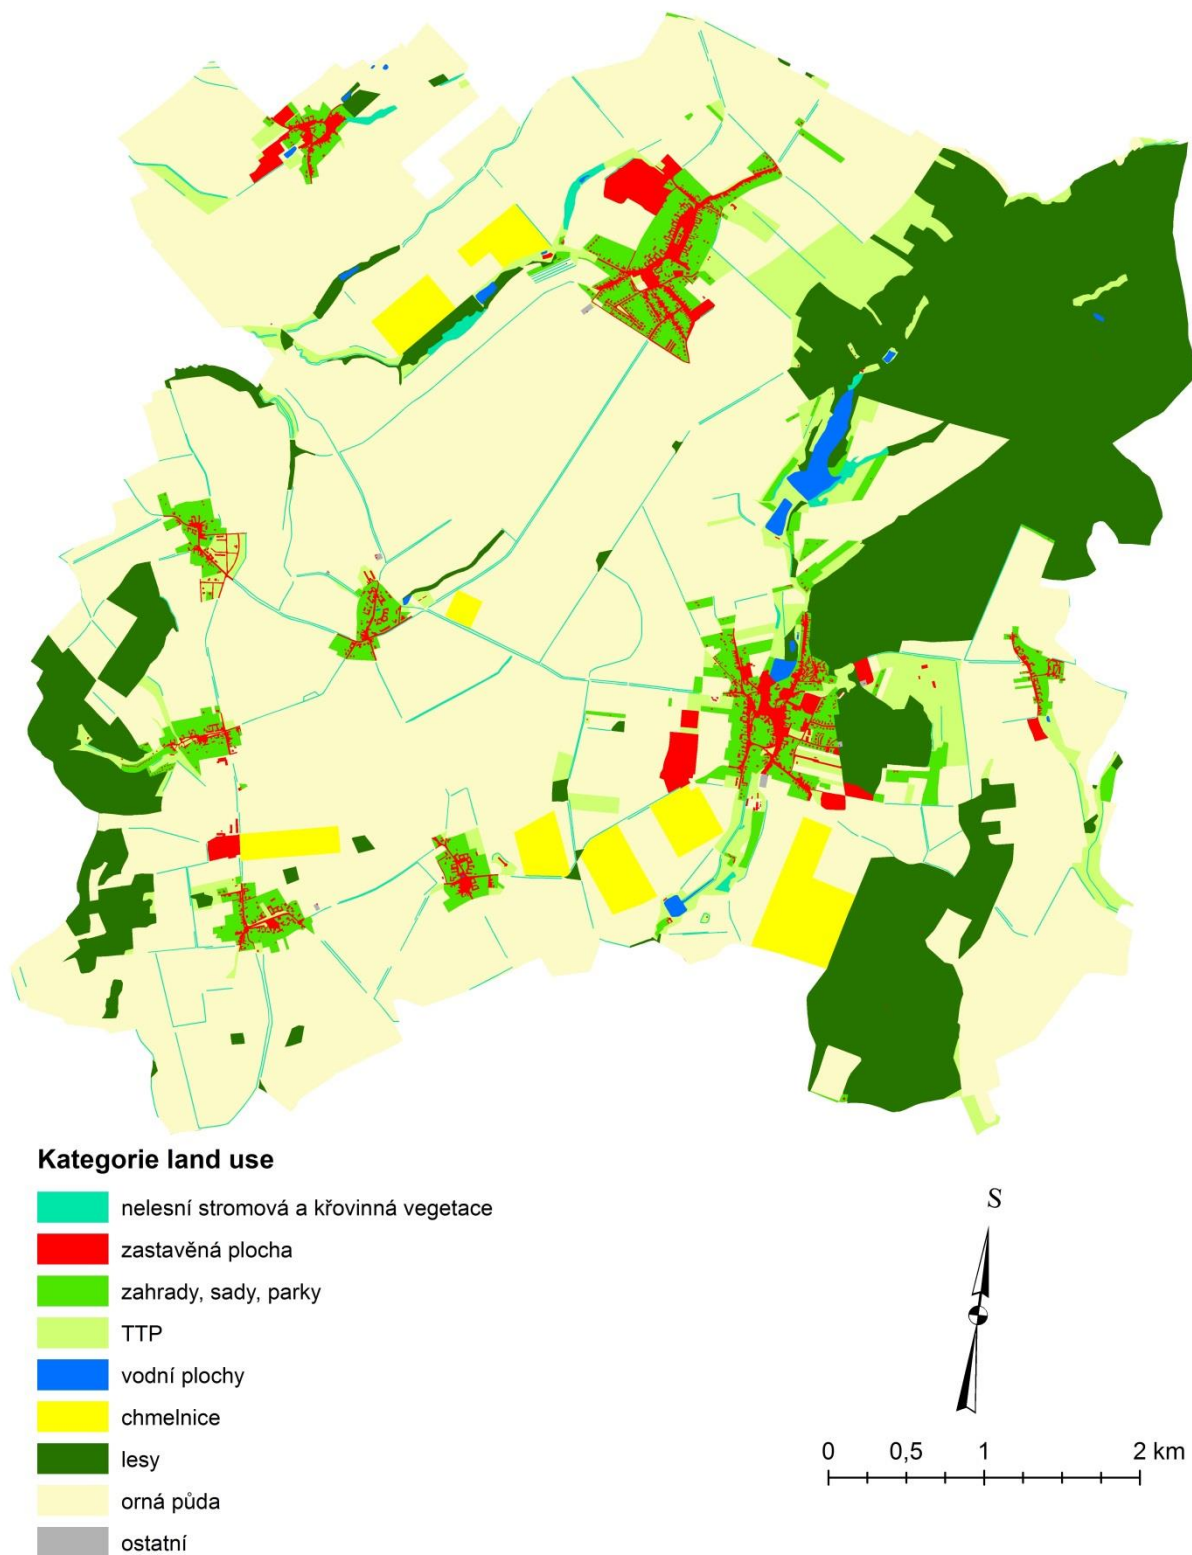 Kategorie land use
nelesní stromová a křovinná vegetace
zastavěná plocha
zahrady, sady, parky
TTP
vodní plochy
chmelnice
lesy
orná půda
ostatní
S
0 0,5 1 2 km